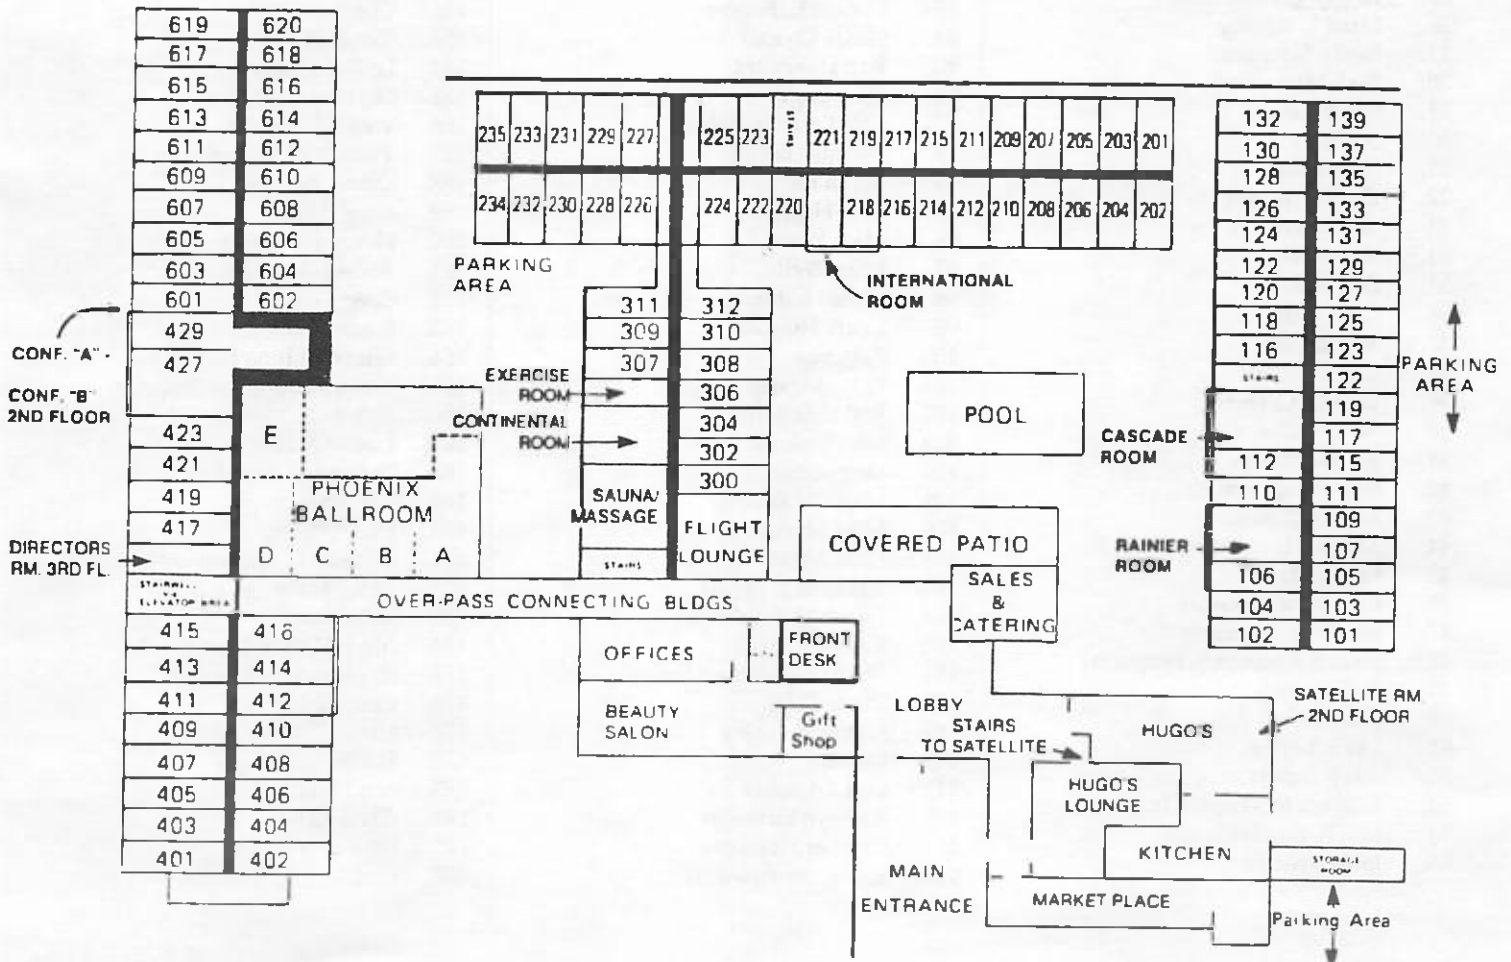 619 620
617 618
615 616
613 614
611 612
609 610
607 608
605 606
603 604
601 602
429
427
CONF. "A" -
CONF. "B"
2ND FLOOR
423
421
419
417
DIRECTORS
RM. 3RD FL.
STAIRWELL
ELEVATOR AREA
415 416
413 414
411 412
409 410
407 408
405 406
403 404
401 402
E
PHOENIX
BALLROOM
D C B A
OVER-PASS CONNECTING BLDGS
235 233 231 229 227 225 223 221 219 217 215 211 209 207 205 203 201
234 232 230 228 226 224 222 220 218 216 214 212 210 208 206 204 202
PARKING
AREA
INTERNATIONAL
ROOM
311 312
309 310
307 308
306
304
302
300
EXERCISE
ROOM
CONTINENTAL
ROOM
SAUNA/
MASSAGE
STAIRS
FLIGHT
LOUNGE
POOL
COVERED PATIO
SALES
&
CATERING
132 139
130 137
128 135
126 133
124 131
122 129
120 127
118 125
116 123
STAIRS 122
119
117
112 115
110 111
109
107
106 105
104 103
102 101
CASCADE
ROOM
RAINIER
ROOM
PARKING
AREA
OFFICES
FRONT
DESK
BEAUTY
SALON
Gift
Shop
LOBBY
STAIRS
TO SATELLITE
HUGO'S
SATELLITE RM.
2ND FLOOR
HUGO'S
LOUNGE
KITCHEN
STORAGE
ROOM
MAIN
ENTRANCE
MARKET PLACE
Parking Area